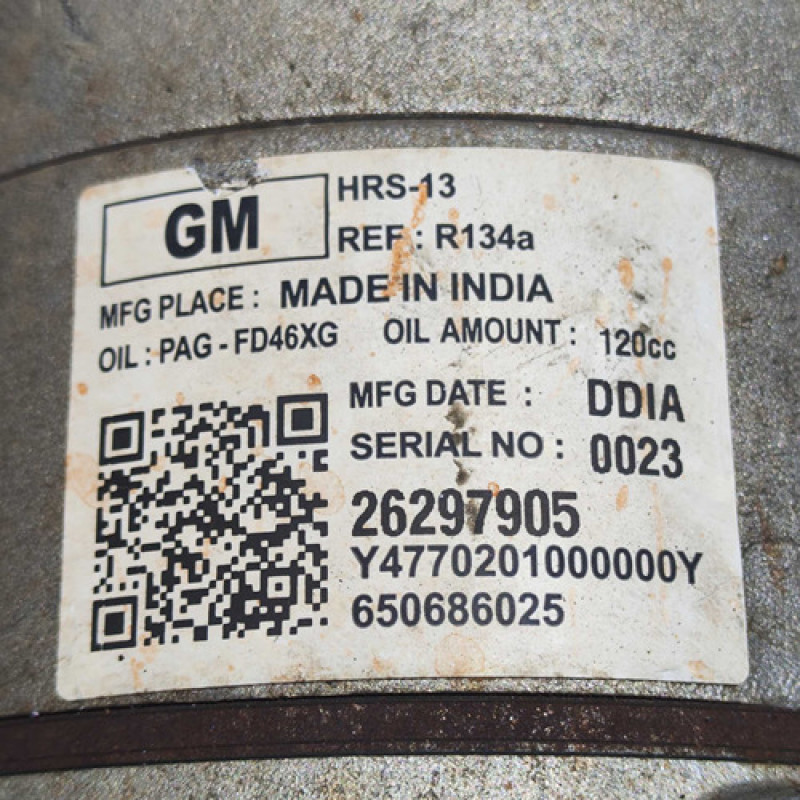 GM
HRS-13
REF : R134a
MFG PLACE : MADE IN INDIA
OIL : PAG - FD46XG OIL AMOUNT : 120cc
MFG DATE : DDIA
SERIAL NO : 0023
26297905
Y4770201000000Y
650686025